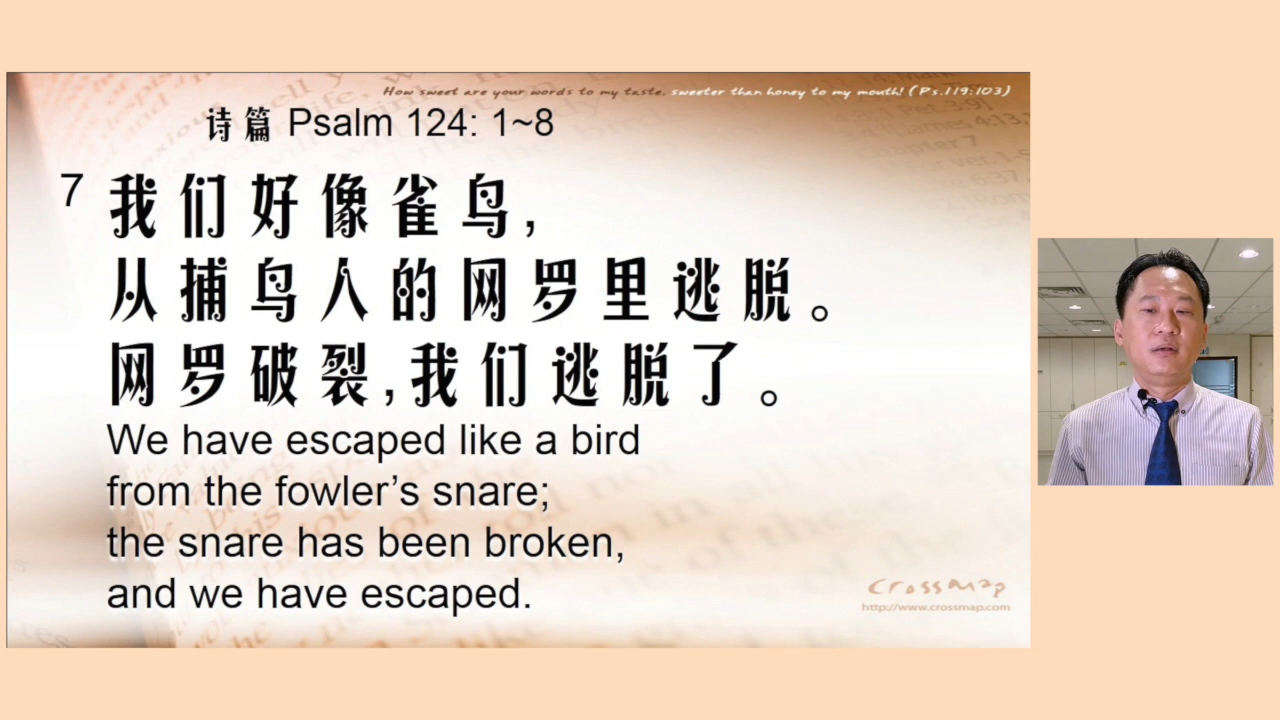 How sweet are your words to my taste, sweeter than honey to my mouth! (Ps.119:103)
诗篇 Psalm 124: 1~8
7 我们好像雀鸟,
从捕鸟人的网罗里逃脱。
网罗破裂,我们逃脱了。
We have escaped like a bird
from the fowler’s snare;
the snare has been broken,
and we have escaped.
crossmap
http://www.crossmap.com